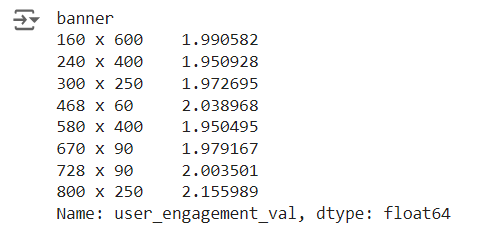 banner
160 x 600    1.990582
240 x 400    1.950928
300 x 250    1.972695
468 x 60     2.038968
580 x 400    1.950495
670 x 90     1.979167
728 x 90     2.003501
800 x 250    2.155989
Name: user_engagement_val, dtype: float64